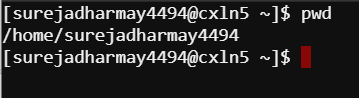 [surejadharmay4494@cxln5 ~]$ pwd
/home/surejadharmay4494
[surejadharmay4494@cxln5 ~]$